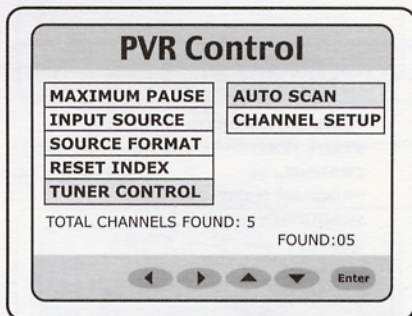 PVR Control
MAXIMUM PAUSE
INPUT SOURCE
SOURCE FORMAT
RESET INDEX
TUNER CONTROL
AUTO SCAN
CHANNEL SETUP
TOTAL CHANNELS FOUND: 5
FOUND:05
Enter